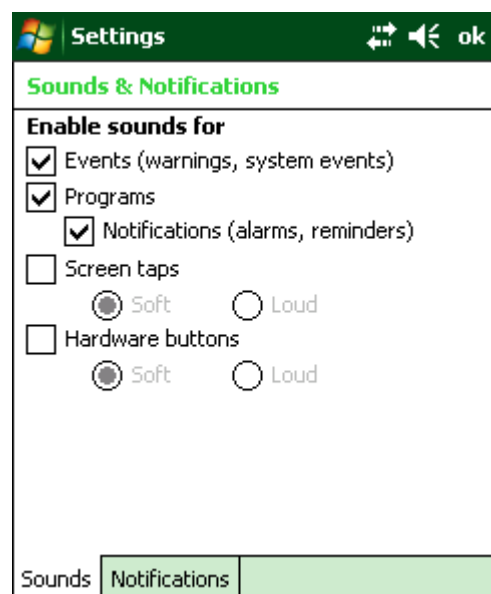 Settings ok
Sounds & Notifications
Enable sounds for
Events (warnings, system events)
Programs
Notifications (alarms, reminders)
Screen taps
Soft Loud
Hardware buttons
Soft Loud
Sounds Notifications